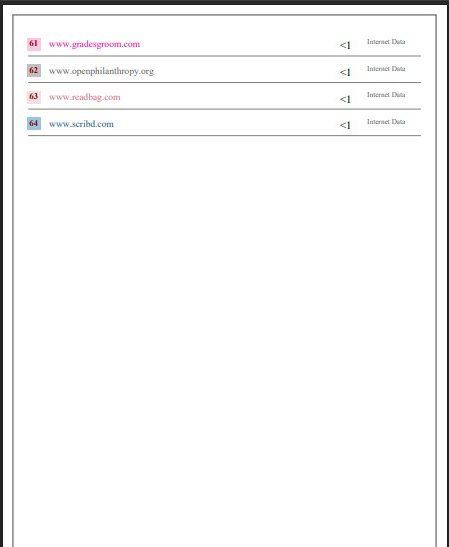 61 www.gradesgroom.com <1 Internet Data
62 www.openphilanthropy.org <1 Internet Data
63 www.readbag.com <1 Internet Data
64 www.scribd.com <1 Internet Data